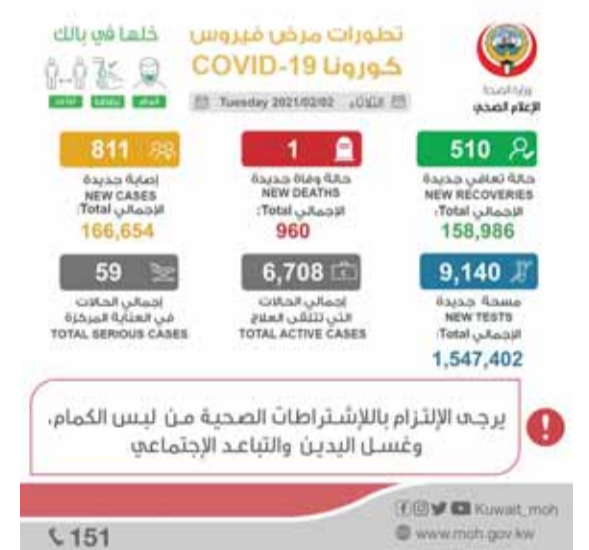 خلها في بالك
تطورات مرض فيروس
كورونا COVID-19
Tuesday 2021/02/02 الثلاثاء
وزارة الصحة
الإعلام الصحي
811
إصابة جديدة
NEW CASES
الإجمالي Total:
166,654
1
حالة وفاة جديدة
NEW DEATHS
الإجمالي Total:
960
510
حالة تعافي جديدة
NEW RECOVERIES
الإجمالي Total:
158,986
59
إجمالي الحالات
في العناية المركزة
TOTAL SERIOUS CASES
6,708
إجمالي الحالات
التي تتلقى العلاج
TOTAL ACTIVE CASES
9,140
مسحة جديدة
NEW TESTS
الإجمالي Total:
1,547,402
يرجى الإلتزام باللإشتراطات الصحية من لبس الكمام،
وغسل اليدين والتباعد الإجتماعي
Kuwait_moh
www.moh.gov.kw
151